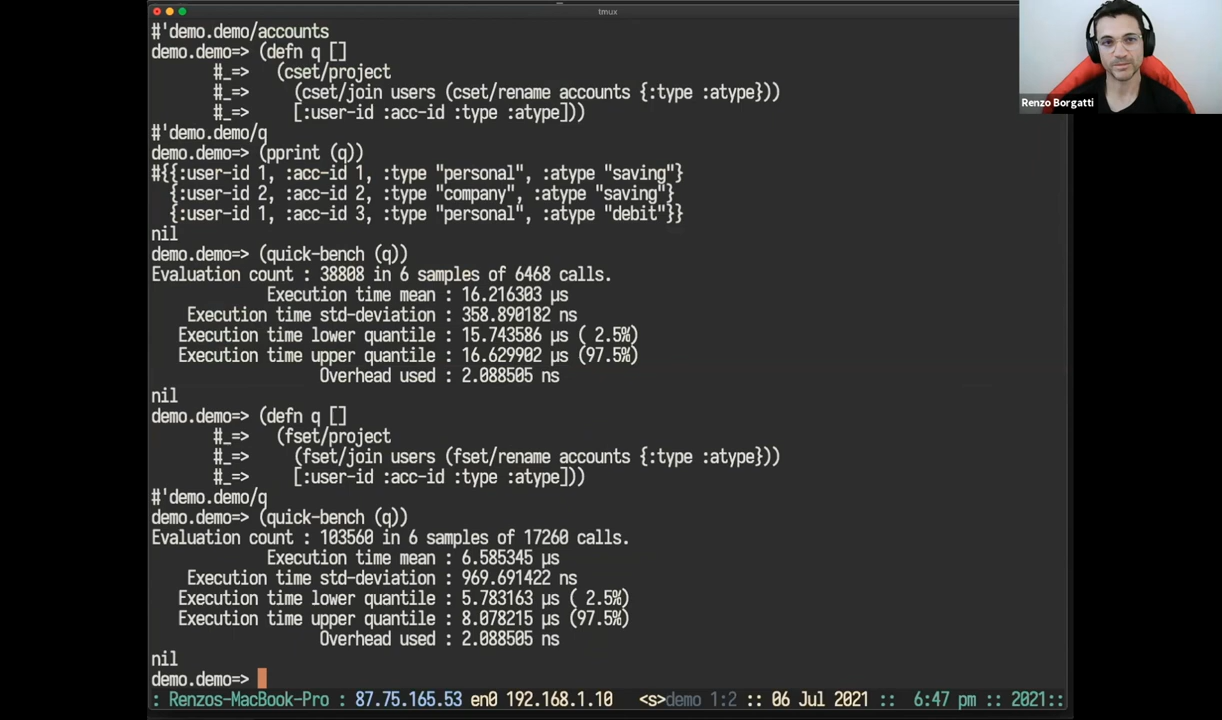 tmux
#'demo.demo/accounts
demo.demo=> (defn q []
#_=> (cset/project
#_=> (cset/join users (cset/rename accounts {:type :atype}))
#_=> [:user-id :acc-id :type :atype]))
#'demo.demo/q
demo.demo=> (pprint (q))
#{{:user-id 1, :acc-id 1, :type "personal", :atype "saving"}
{:user-id 2, :acc-id 2, :type "company", :atype "saving"}
{:user-id 1, :acc-id 3, :type "personal", :atype "debit"}}
nil
demo.demo=> (quick-bench (q))
Evaluation count : 38808 in 6 samples of 6468 calls.
Execution time mean : 16.216303 µs
Execution time std-deviation : 358.890182 ns
Execution time lower quantile : 15.743586 µs ( 2.5%)
Execution time upper quantile : 16.629902 µs (97.5%)
Overhead used : 2.088505 ns
nil
demo.demo=> (defn q []
#_=> (fset/project
#_=> (fset/join users (fset/rename accounts {:type :atype}))
#_=> [:user-id :acc-id :type :atype]))
#'demo.demo/q
demo.demo=> (quick-bench (q))
Evaluation count : 103560 in 6 samples of 17260 calls.
Execution time mean : 6.585345 µs
Execution time std-deviation : 969.691422 ns
Execution time lower quantile : 5.783163 µs ( 2.5%)
Execution time upper quantile : 8.078215 µs (97.5%)
Overhead used : 2.088505 ns
nil
demo.demo=>
: Renzos-MacBook-Pro : 87.75.165.53 en0 192.168.1.10 <s>demo 1:2 :: 06 Jul 2021 :: 6:47 pm :: 2021::
Renzo Borgatti